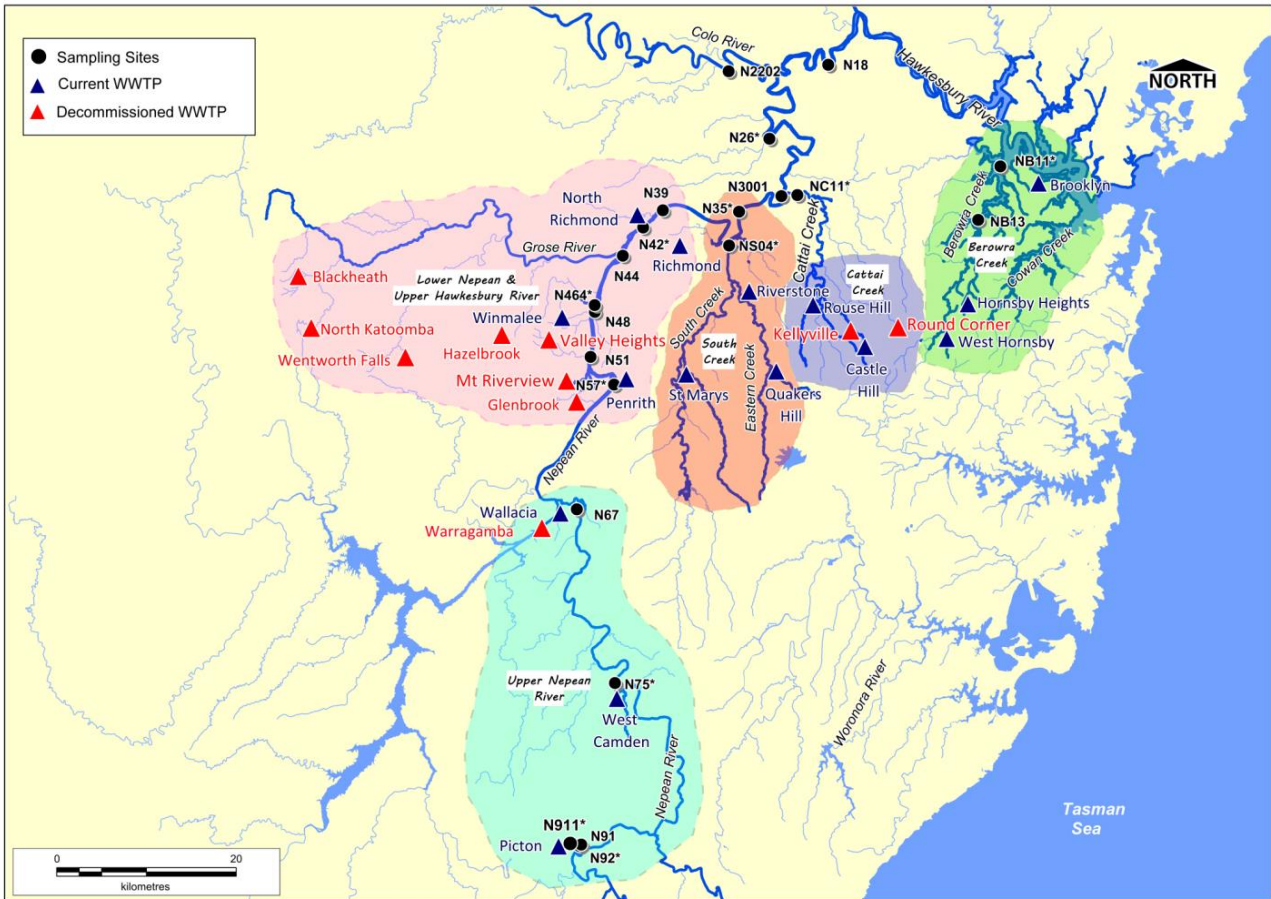 Sampling Sites
Current WWTP
Decommissioned WWTP
Colo River
N2202
N18
Hawkesbury River
NORTH
N26*
NB11*
Brooklyn
N39
North
Richmond
N3001
NC11*
N35*
Berowra Creek
NB13
Grose River
N42*
Richmond
NS04*
Cattai Creek
Berowra
Creek
Cowan Creek
N44
Blackheath
Lower Nepean &
Upper Hawkesbury River
N464*
Winmalee
N48
South Creek
Riverstone
Rouse Hill
Cattai
Creek
Hornsby Heights
North Katoomba
Hazelbrook
Valley Heights
South
Creek
Kellyville
Round Corner
West Hornsby
Wentworth Falls
N51
Mt Riverview
N57*
Penrith
St Marys
Eastern Creek
Quakers
Hill
Castle
Hill
Glenbrook
Nepean River
Wallacia
N67
Warragamba
Upper Nepean
River
N75*
West
Camden
Nepean River
Woronora River
Tasman
Sea
N911*
N91
Picton
N92*
0 20
kilometres